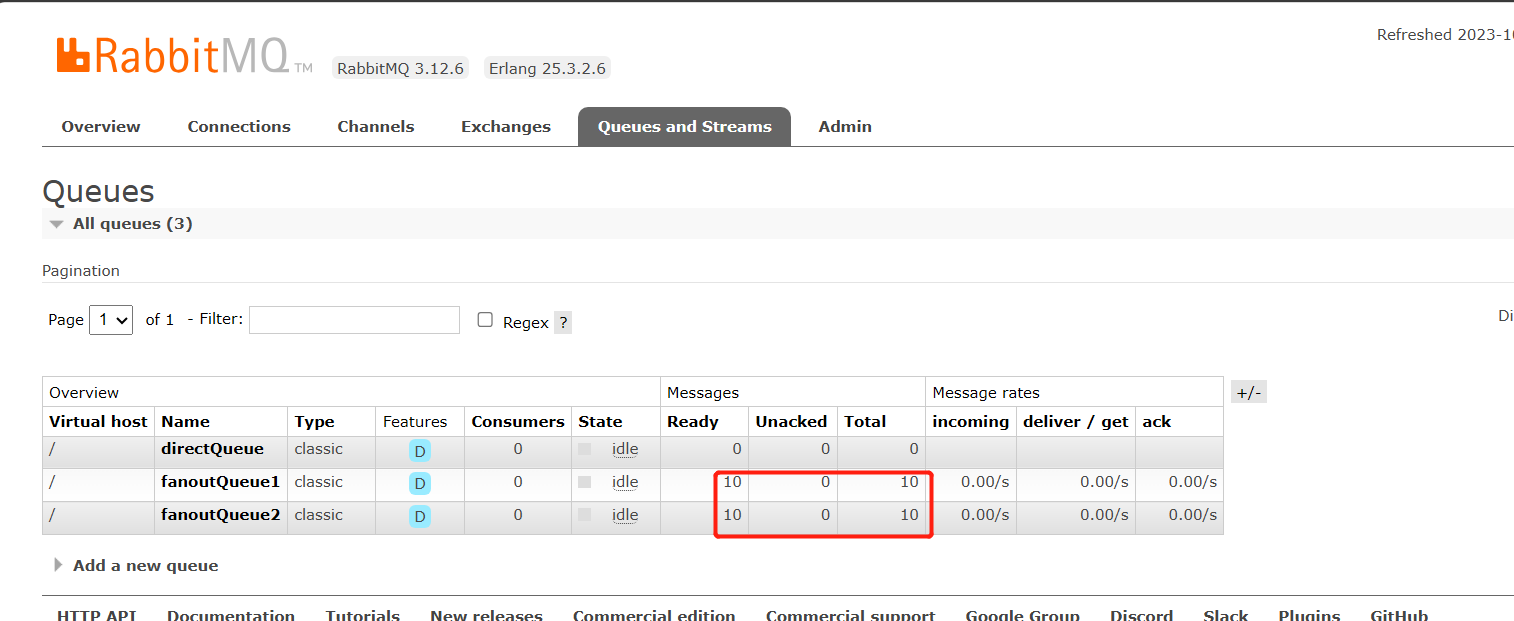 Refreshed 2023-1
RabbitMQ TM RabbitMQ 3.12.6 Erlang 25.3.2.6
Overview Connections Channels Exchanges Queues and Streams Admin
Queues
All queues (3)
Pagination
Page 1 of 1 - Filter: Regex ?
Di
Overview Messages Message rates +/-
Virtual host Name Type Features Consumers State Ready Unacked Total incoming deliver / get ack
/ directQueue classic D 0 idle 0 0 0
/ fanoutQueue1 classic D 0 idle 10 0 10 0.00/s 0.00/s 0.00/s
/ fanoutQueue2 classic D 0 idle 10 0 10 0.00/s 0.00/s 0.00/s
Add a new queue
HTTP API Documentation Tutorials New releases Commercial edition Commercial support Google Group Discord Slack Plugins GitHub